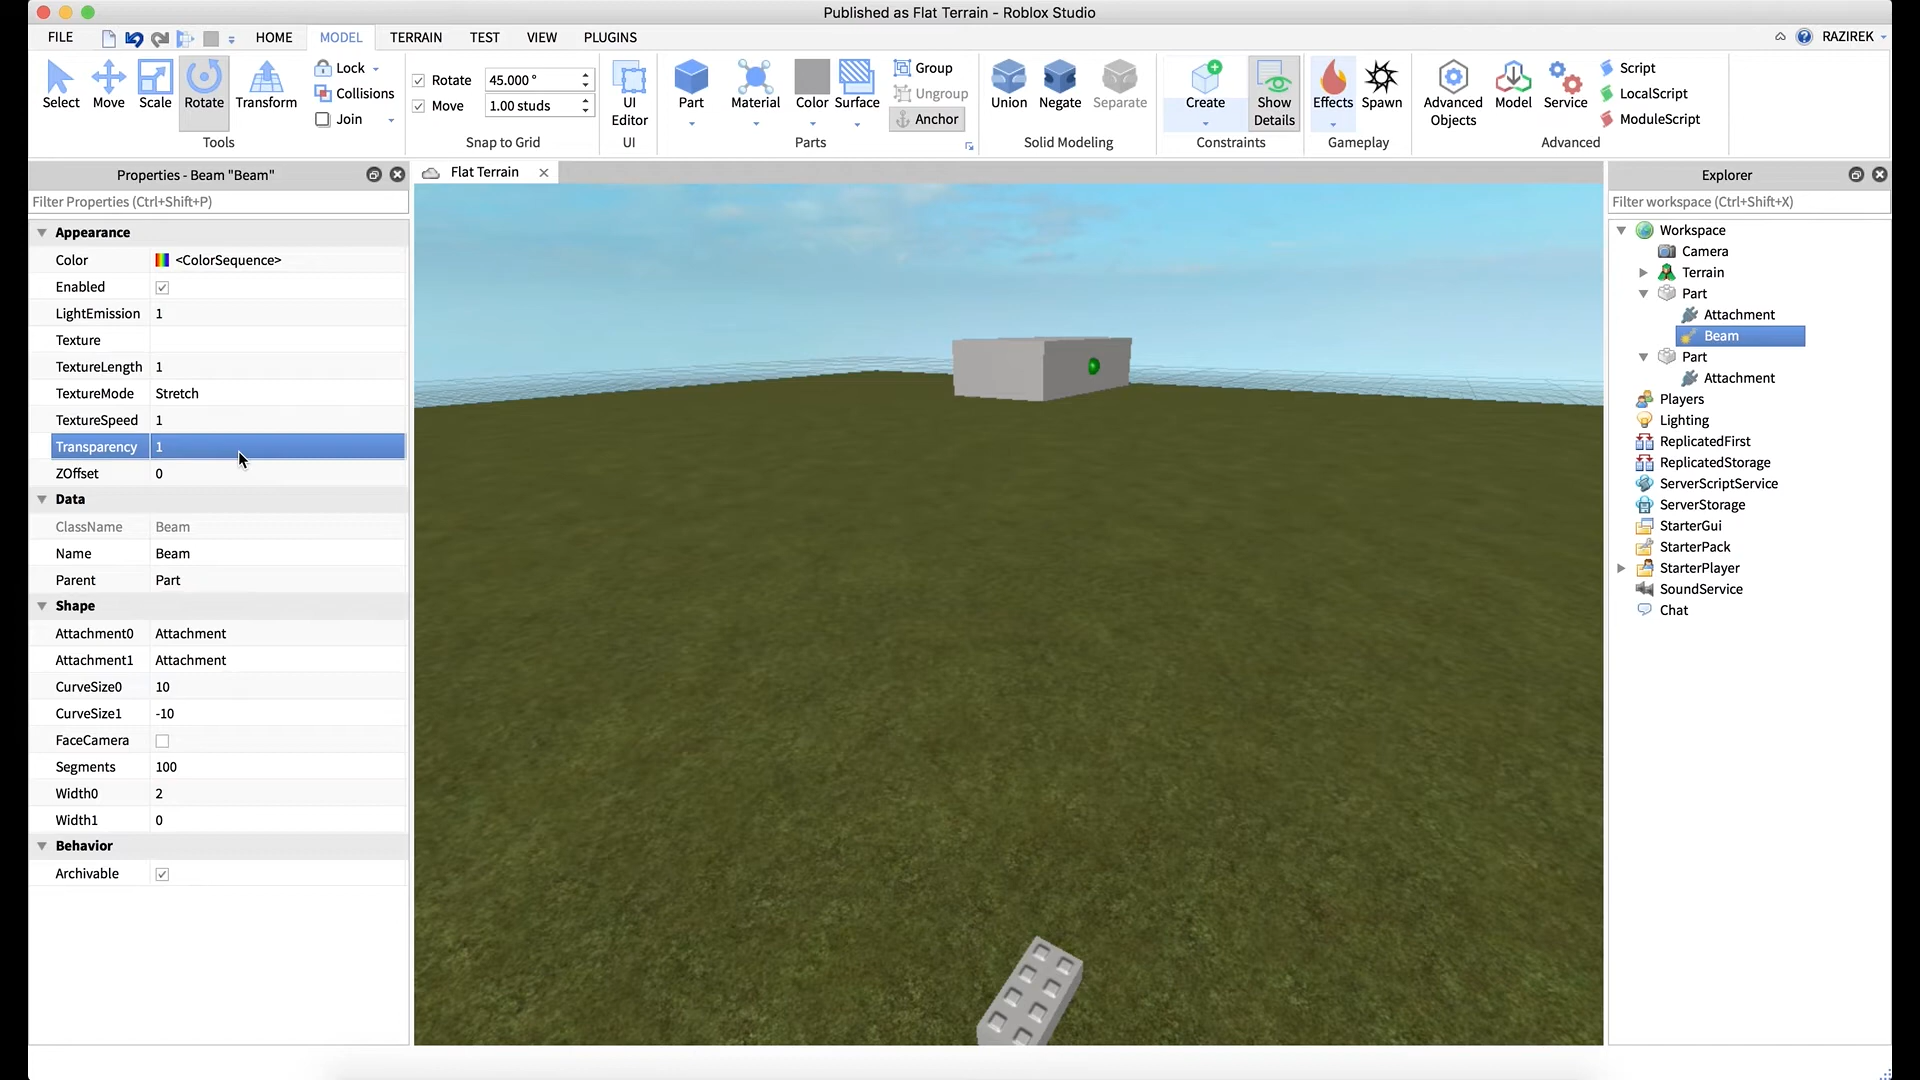 Published as Flat Terrain - Roblox Studio
FILE HOME MODEL TERRAIN TEST VIEW PLUGINS RAZIREK
Select Move Scale Rotate Transform
Lock
Collisions
Join
Tools
Rotate 45.000 °
Move 1.00 studs
Snap to Grid
UI Editor
UI
Part Material Color Surface
Group
Ungroup
Anchor
Parts
Union Negate Separate
Solid Modeling
Create Show Details
Constraints
Effects Spawn
Gameplay
Advanced Objects Model Service
Script
LocalScript
ModuleScript
Advanced
Properties - Beam "Beam"
Filter Properties (Ctrl+Shift+P)
Appearance
Color <ColorSequence>
Enabled
LightEmission 1
Texture
TextureLength 1
TextureMode Stretch
TextureSpeed 1
Transparency 1
ZOffset 0
Data
ClassName Beam
Name Beam
Parent Part
Shape
Attachment0 Attachment
Attachment1 Attachment
CurveSize0 10
CurveSize1 -10
FaceCamera
Segments 100
Width0 2
Width1 0
Behavior
Archivable
Flat Terrain
Explorer
Filter workspace (Ctrl+Shift+X)
Workspace
Camera
Terrain
Part
Attachment
Beam
Part
Attachment
Players
Lighting
ReplicatedFirst
ReplicatedStorage
ServerScriptService
ServerStorage
StarterGui
StarterPack
StarterPlayer
SoundService
Chat